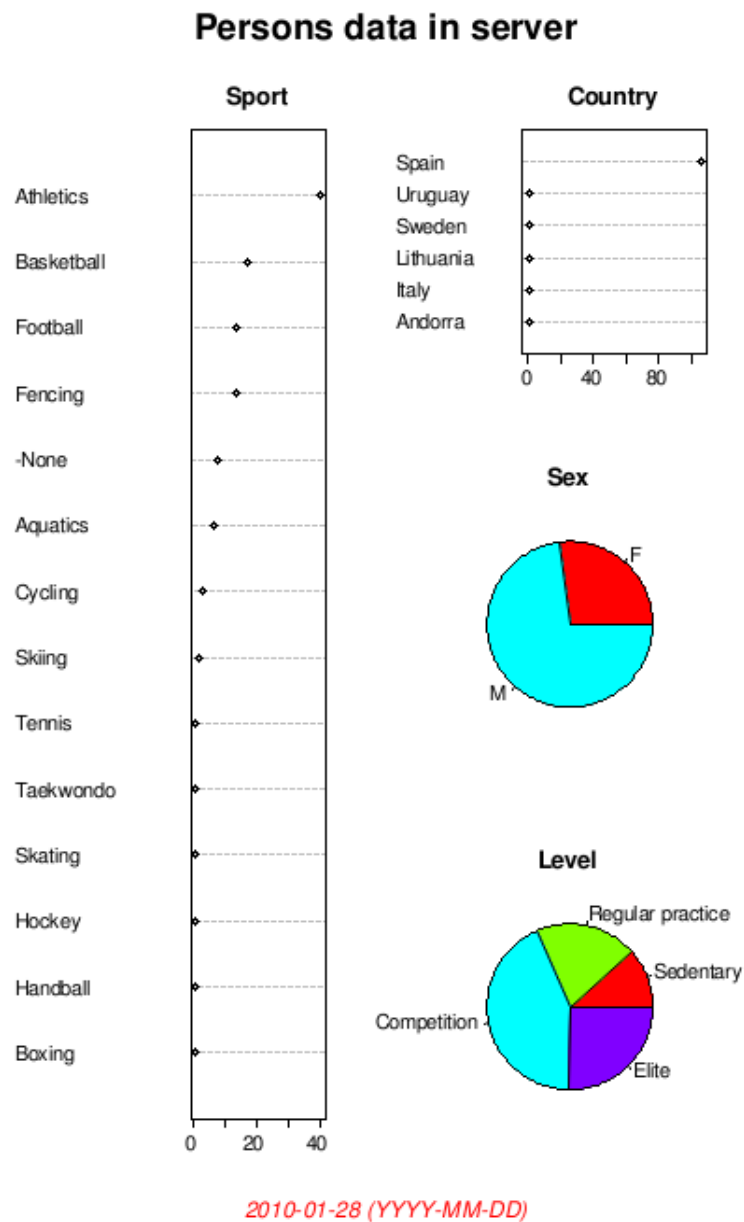 Persons data in server
Sport
Athletics
Basketball
Football
Fencing
-None
Aquatics
Cycling
Skiing
Tennis
Taekwondo
Skating
Hockey
Handball
Boxing
0 20 40
Country
Spain
Uruguay
Sweden
Lithuania
Italy
Andorra
0 40 80
Sex
F
M
Level
Regular practice
Sedentary
Competition
Elite
2010-01-28 (YYYY-MM-DD)